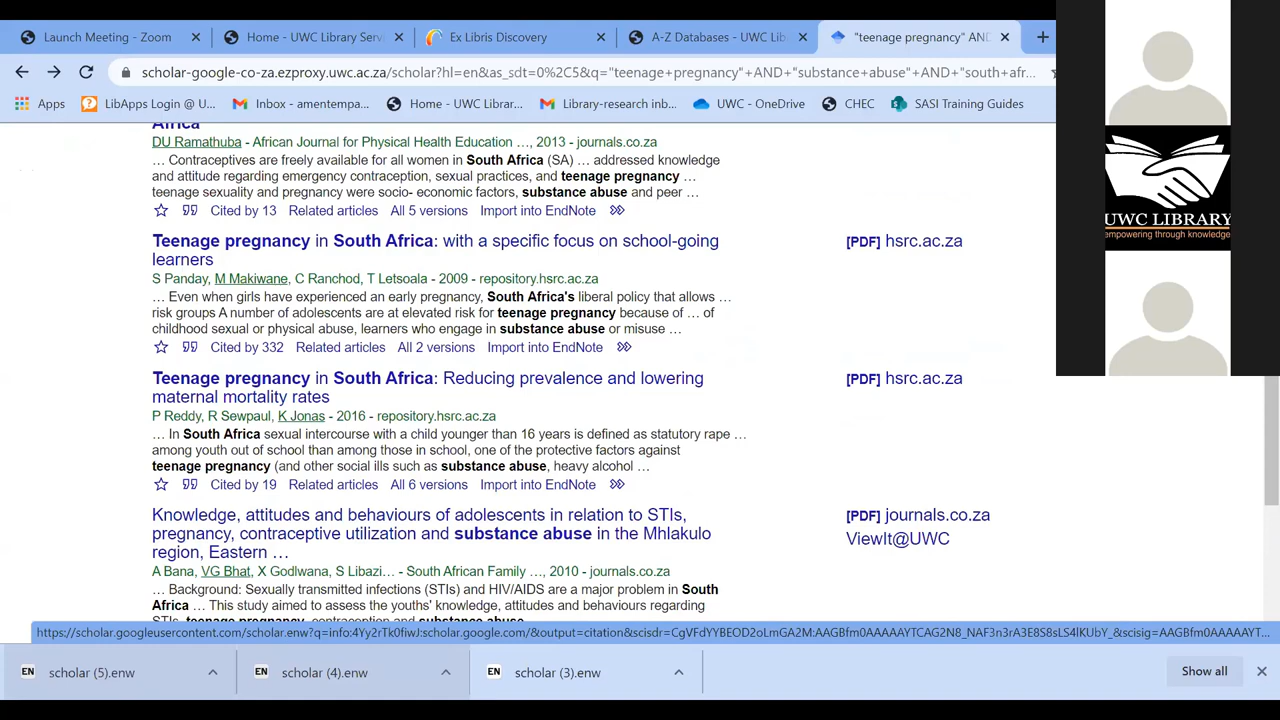 Launch Meeting - Zoom
Home - UWC Library Serv
Ex Libris Discovery
A-Z Databases - UWC Lib
"teenage pregnancy" AND
scholar-google-co-za.ezproxy.uwc.ac.za/scholar?hl=en&as_sdt=0%2C5&q="teenage+pregnancy"+AND+"substance+abuse"+AND+"south+afr...
Apps
LibApps Login @ U...
Inbox - amentempa...
Home - UWC Librar...
Library-research inb...
UWC - OneDrive
CHEC
SASI Training Guides
Africa
DU Ramathuba - African Journal for Physical Health Education …, 2013 - journals.co.za
… Contraceptives are freely available for all women in South Africa (SA) … addressed knowledge
and attitude regarding emergency contraception, sexual practices, and teenage pregnancy …
teenage sexuality and pregnancy were socio- economic factors, substance abuse and peer …
Cited by 13 Related articles All 5 versions Import into EndNote
Teenage pregnancy in South Africa: with a specific focus on school-going
learners
[PDF] hsrc.ac.za
S Panday, M Makiwane, C Ranchod, T Letsoala - 2009 - repository.hsrc.ac.za
… Even when girls have experienced an early pregnancy, South Africa's liberal policy that allows …
risk groups A number of adolescents are at elevated risk for teenage pregnancy because of … of
childhood sexual or physical abuse, learners who engage in substance abuse or misuse …
Cited by 332 Related articles All 2 versions Import into EndNote
Teenage pregnancy in South Africa: Reducing prevalence and lowering
maternal mortality rates
[PDF] hsrc.ac.za
P Reddy, R Sewpaul, K Jonas - 2016 - repository.hsrc.ac.za
… In South Africa sexual intercourse with a child younger than 16 years is defined as statutory rape …
among youth out of school than among those in school, one of the protective factors against
teenage pregnancy (and other social ills such as substance abuse, heavy alcohol …
Cited by 19 Related articles All 6 versions Import into EndNote
Knowledge, attitudes and behaviours of adolescents in relation to STIs,
pregnancy, contraceptive utilization and substance abuse in the Mhlakulo
region, Eastern …
[PDF] journals.co.za
ViewIt@UWC
A Bana, VG Bhat, X Godlwana, S Libazi… - South African Family …, 2010 - journals.co.za
… Background: Sexually transmitted infections (STIs) and HIV/AIDS are a major problem in South
Africa … This study aimed to assess the youths' knowledge, attitudes and behaviours regarding
STIs, teenage pregnancy, contraception and substance abuse
EN scholar (5).enw
EN scholar (4).enw
EN scholar (3).enw
Show all
UWC LIBRARY
empowering through knowledge